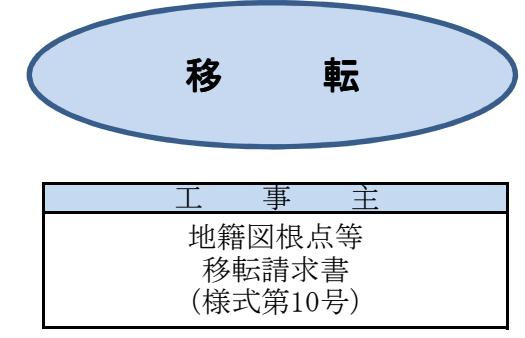 移　転
工　事　主
地籍図根点等
移転請求書
（様式第10号）